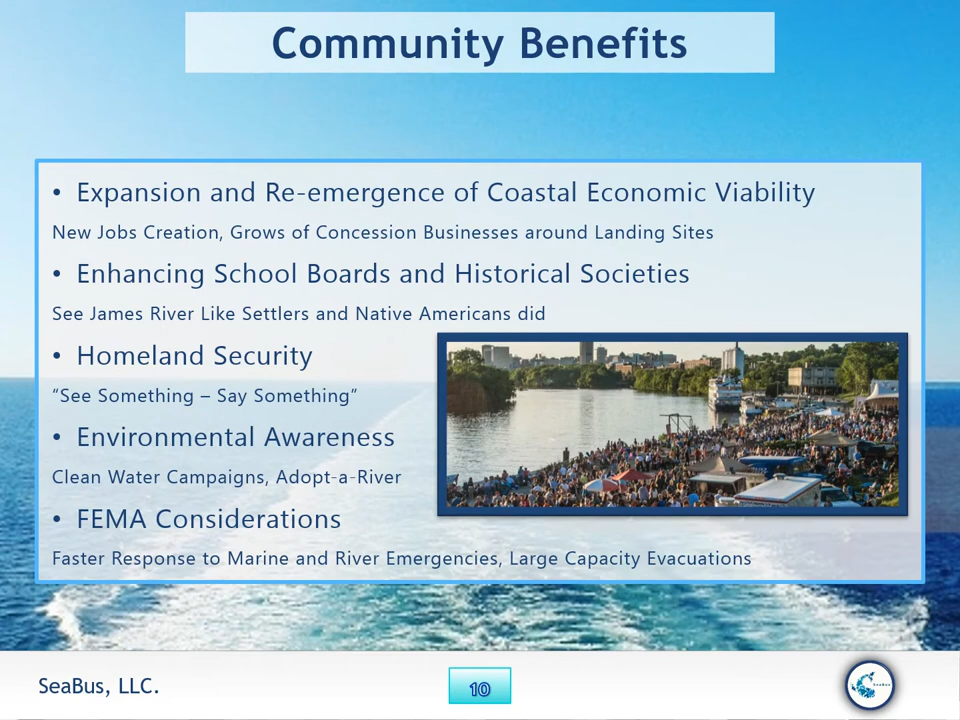 Community Benefits
• Expansion and Re-emergence of Coastal Economic Viability
New Jobs Creation, Grows of Concession Businesses around Landing Sites
• Enhancing School Boards and Historical Societies
See James River Like Settlers and Native Americans did
• Homeland Security
“See Something – Say Something”
• Environmental Awareness
Clean Water Campaigns, Adopt-a-River
• FEMA Considerations
Faster Response to Marine and River Emergencies, Large Capacity Evacuations
SeaBus, LLC.
10
SeaBus